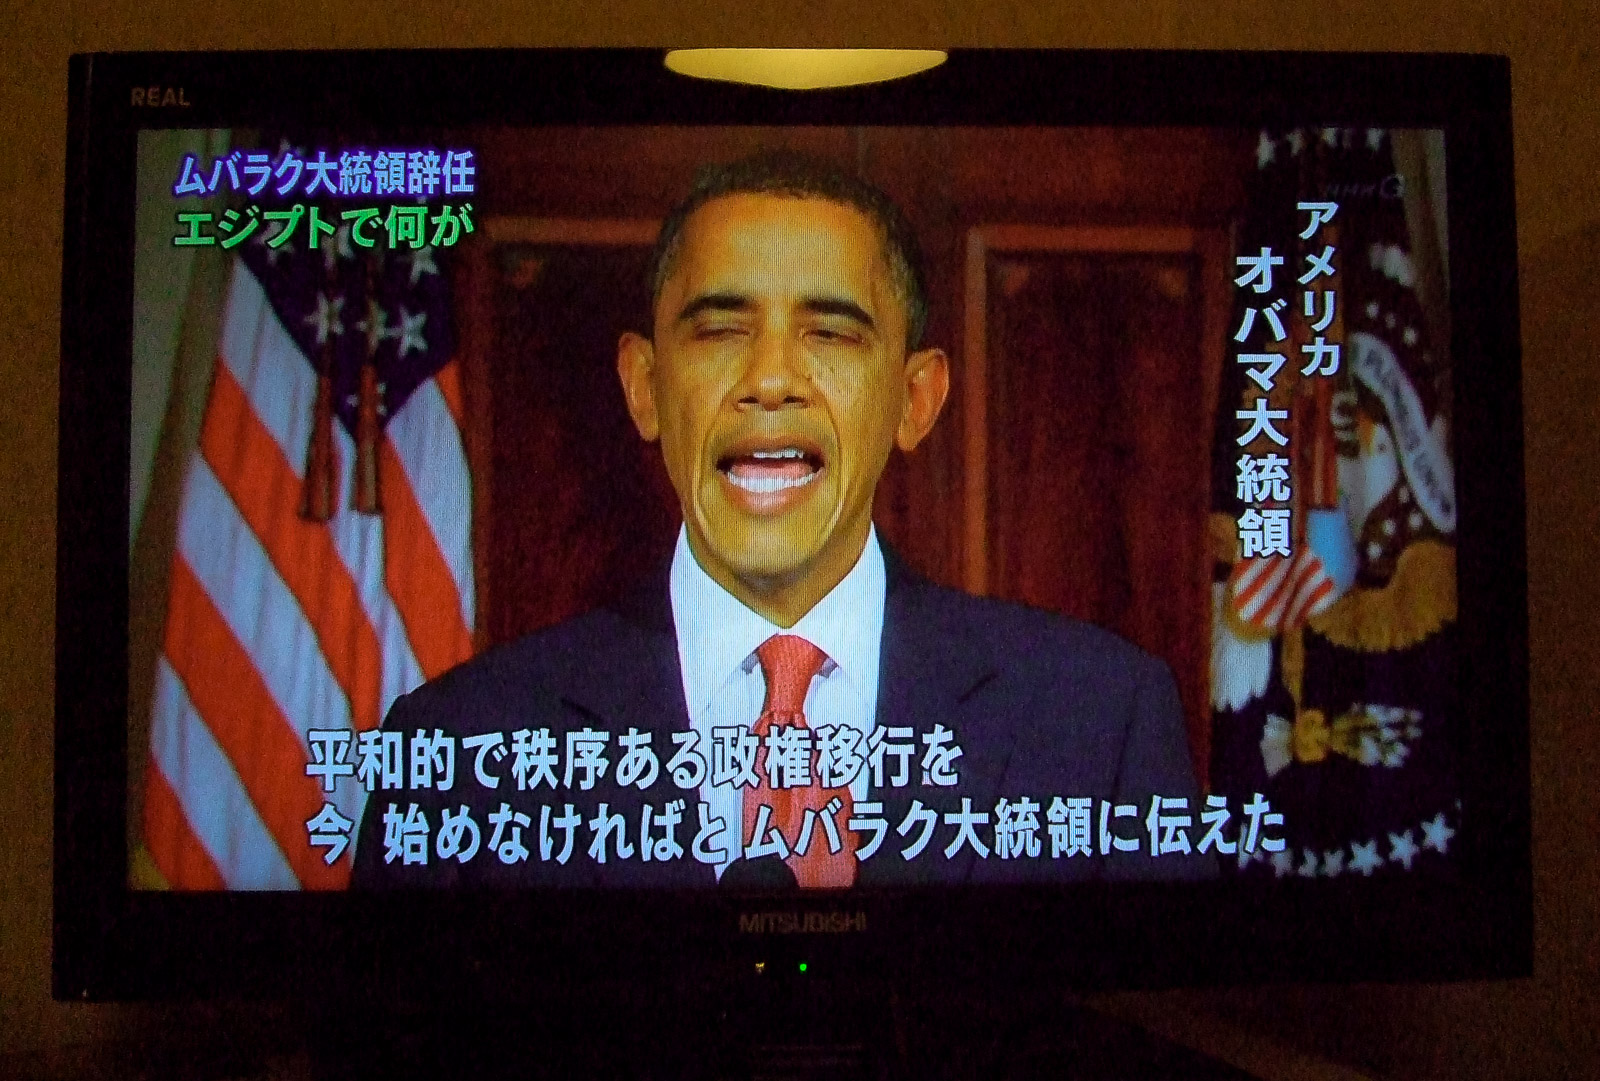 REAL
ムバラク大統領辞任
エジプトで何が
NHK G
アメリカ
オバマ大統領
PLURIBUS UNUM
平和的で秩序ある政権移行を
今 始めなければと ムバラク大統領に伝えた
MITSUBISHI